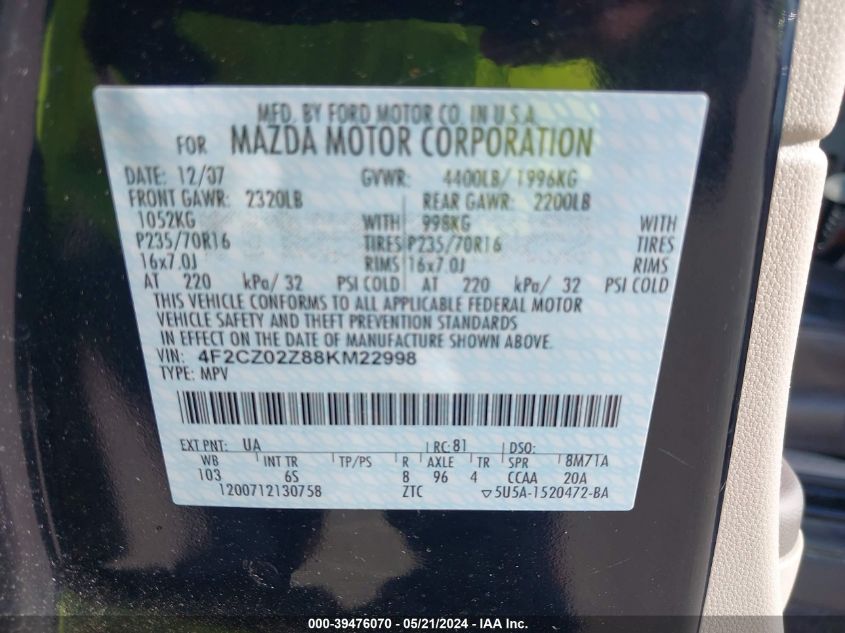 MFD. BY FORD MOTOR CO. IN U.S.A.
FOR MAZDA MOTOR CORPORATION
DATE: 12/07 GVWR: 4400LB/ 1996KG
FRONT GAWR: 2320LB REAR GAWR: 2200LB
1052KG WITH 998KG WITH
P235/70R16 TIRES P235/70R16 TIRES
16x7.0J RIMS 16x7.0J RIMS
AT 220 kPa/ 32 PSI COLD AT 220 kPa/ 32 PSI COLD
THIS VEHICLE CONFORMS TO ALL APPLICABLE FEDERAL MOTOR
VEHICLE SAFETY AND THEFT PREVENTION STANDARDS
IN EFFECT ON THE DATE OF MANUFACTURE SHOWN ABOVE.
VIN: 4F2CZ02Z88KM22998
TYPE: MPV
EXT PNT: UA RC: 81 DSO:
WB INT TR TP/PS R AXLE TR SPR 8M71A
103 6S 8 96 4 CCAA 20A
1200712130758 ZTC ▽5U5A-1520472-BA
000-39476070 - 05/21/2024 - IAA Inc.